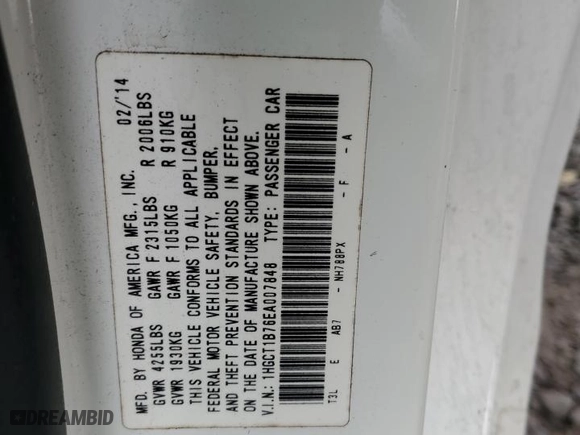 MFD. BY HONDA OF AMERICA MFG., INC. 02/'14
GVWR 4255LBS GAWR F 2315LBS R 2006LBS
GVWR 1930KG GAWR F 1050KG R 910KG
THIS VEHICLE CONFORMS TO ALL APPLICABLE
FEDERAL MOTOR VEHICLE SAFETY, BUMPER,
AND THEFT PREVENTION STANDARDS IN EFFECT
ON THE DATE OF MANUFACTURE SHOWN ABOVE.
V.I.N.: 1HGCT1B76EA007848 TYPE: PASSENGER CAR
T3L E AB7 - NH788PX - F - A
© DREAMBID